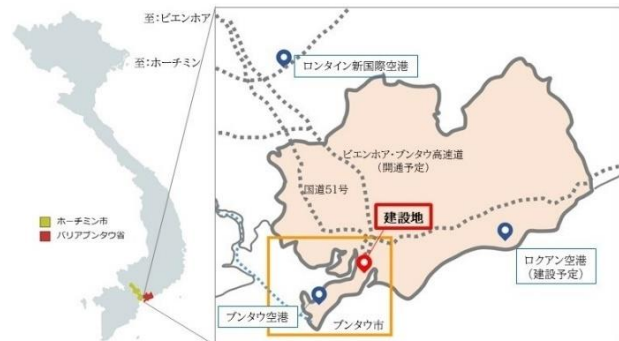 至:ビエンホア
至:ホーチミン
ロンタイン新国際空港
ビエンホア・ブンタウ高速道
(開通予定)
国道51号
建設地
ホーチミン市
バリアブンタウ省
ロクアン空港
(建設予定)
ブンタウ空港
ブンタウ市